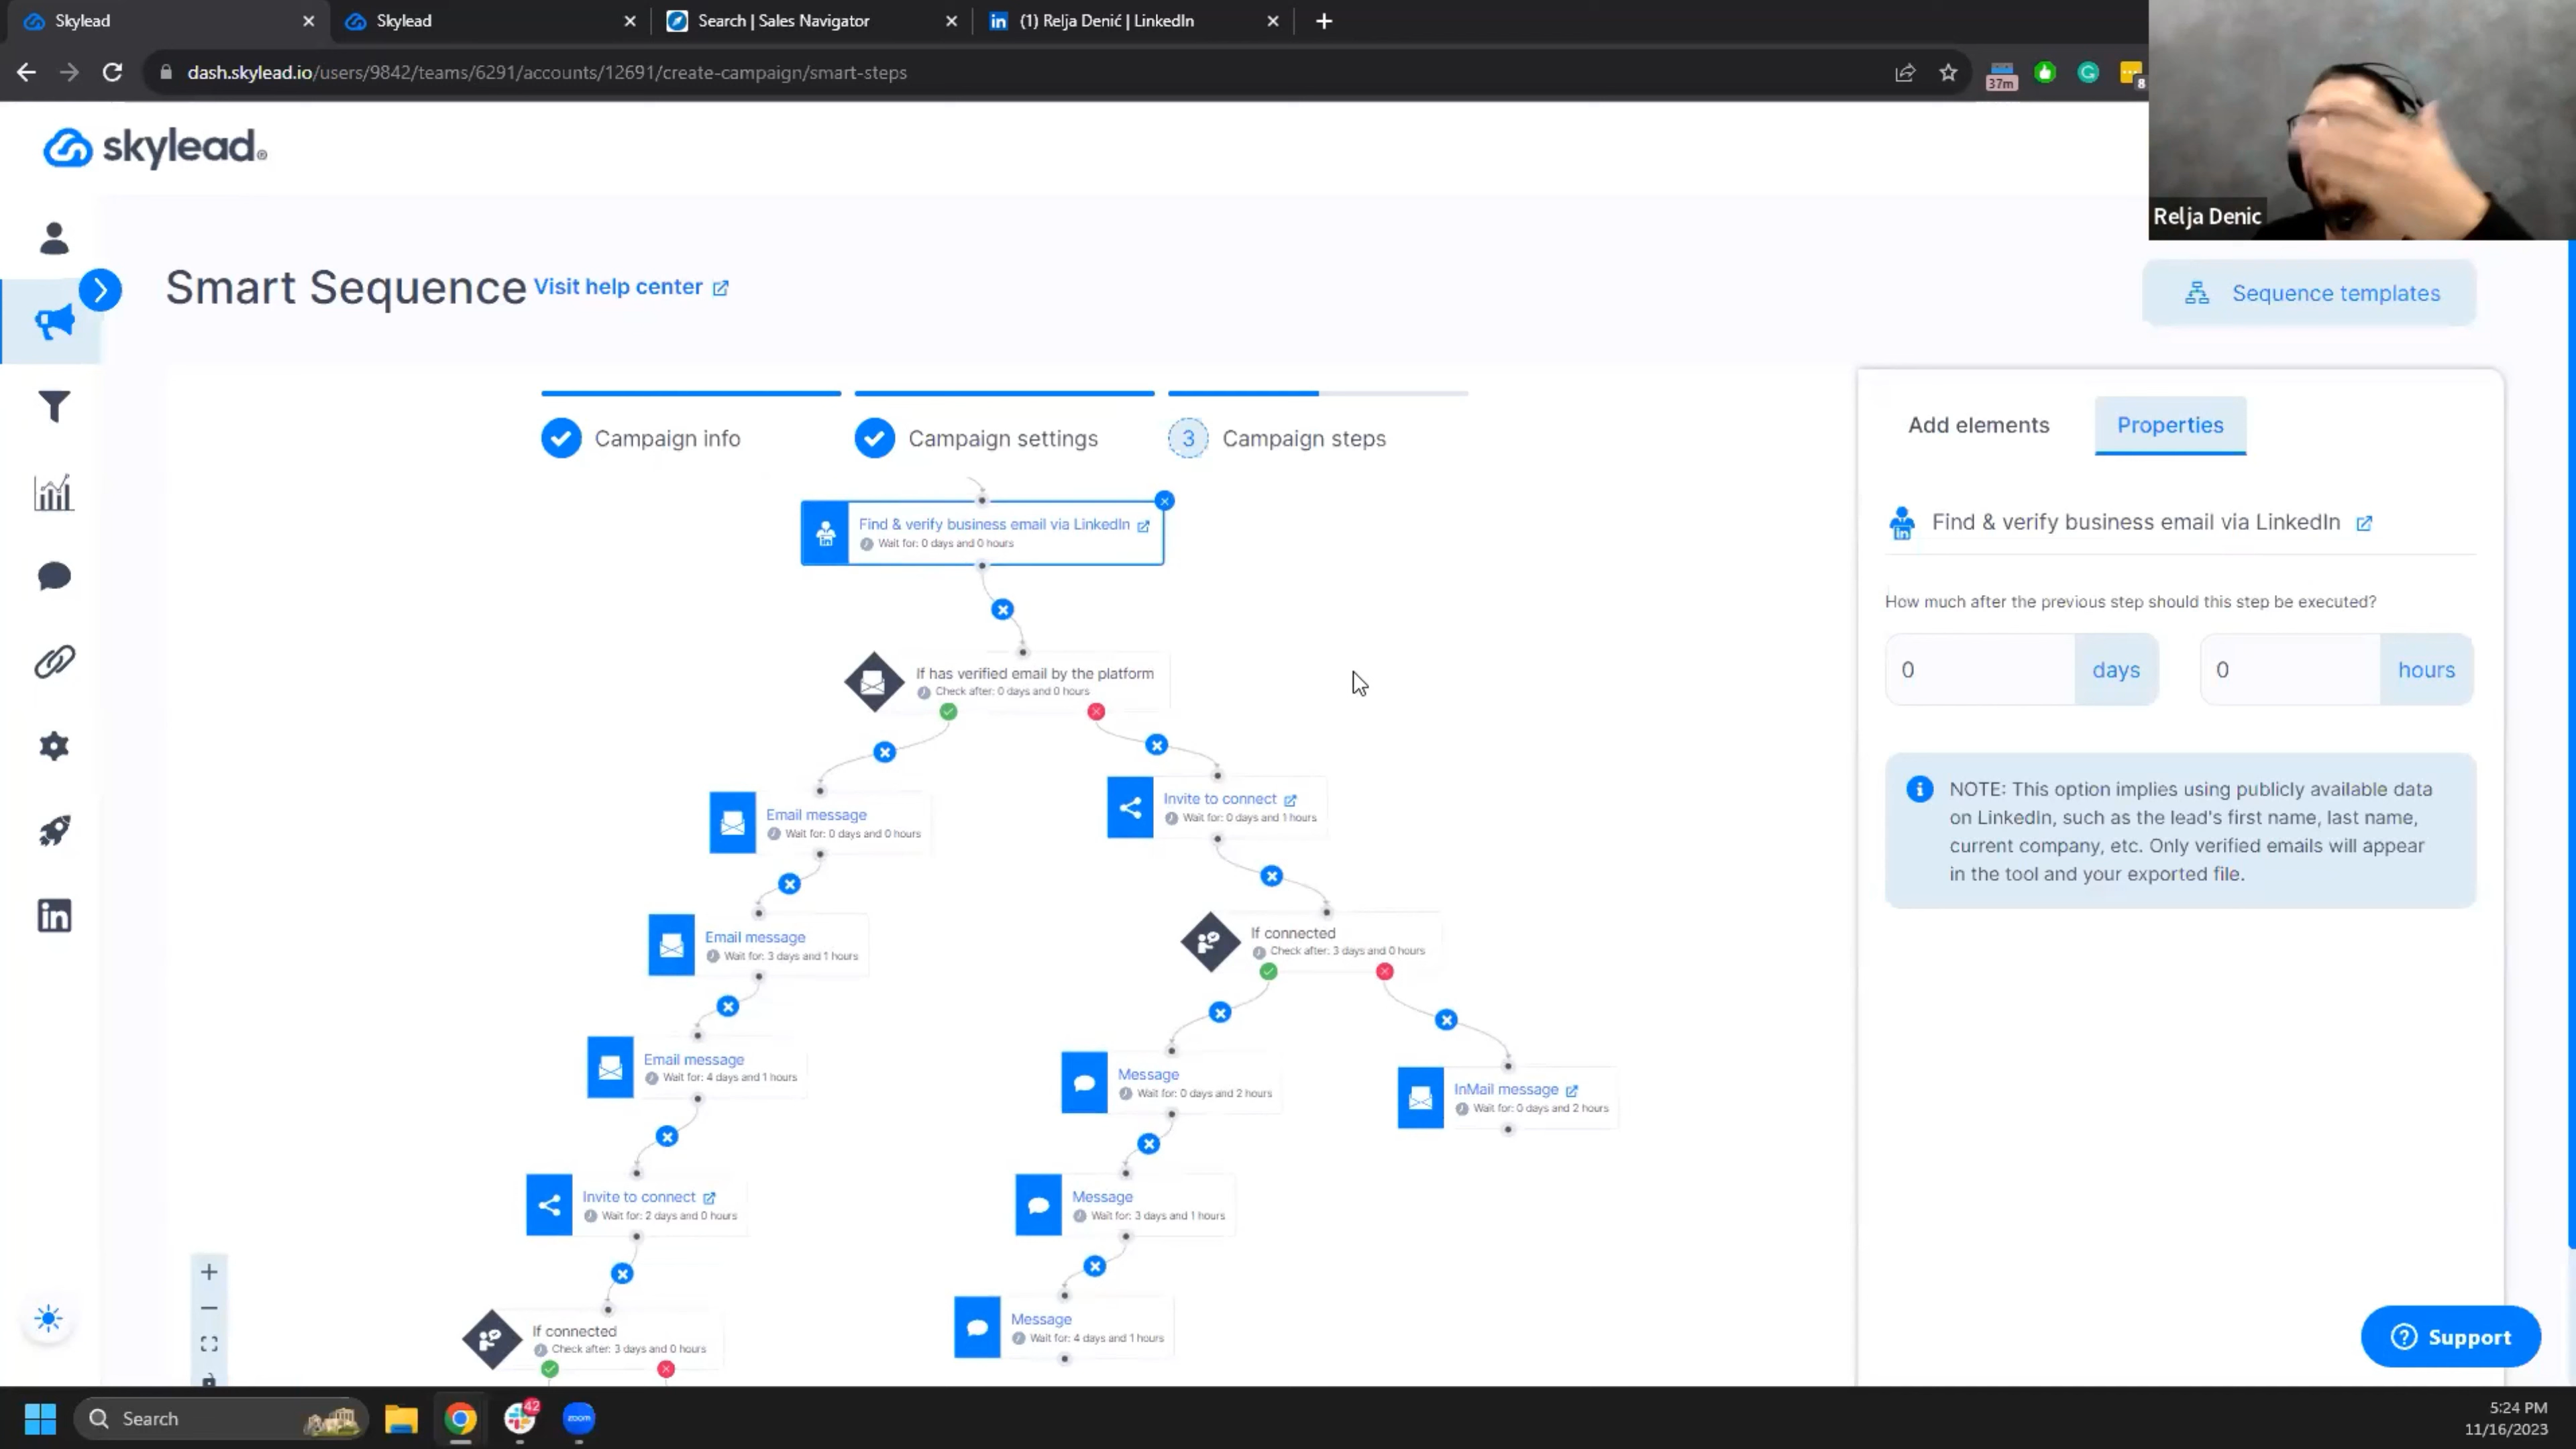 Skylead
Skylead
Search | Sales Navigator
(1) Relja Denić | LinkedIn
dash.skylead.io/users/9842/teams/6291/accounts/12691/create-campaign/smart-steps
37m
8
skylead®
Relja Denic
Smart Sequence
Visit help center
Sequence templates
Campaign info
Campaign settings
3
Campaign steps
Add elements
Properties
Find & verify business email via LinkedIn
Wait for: 0 days and 0 hours
If has verified email by the platform
Check after: 0 days and 0 hours
Email message
Wait for: 0 days and 0 hours
Invite to connect
Wait for: 0 days and 1 hours
Email message
Wait for: 3 days and 1 hours
If connected
Check after: 3 days and 0 hours
Email message
Wait for: 4 days and 1 hours
Message
Wait for: 0 days and 2 hours
InMail message
Wait for: 0 days and 2 hours
Invite to connect
Wait for: 2 days and 0 hours
Message
Wait for: 3 days and 1 hours
If connected
Check after: 3 days and 0 hours
Message
Wait for: 4 days and 1 hours
Find & verify business email via LinkedIn
How much after the previous step should this step be executed?
0
days
0
hours
NOTE: This option implies using publicly available data
on LinkedIn, such as the lead's first name, last name,
current company, etc. Only verified emails will appear
in the tool and your exported file.
Support
Search
42
zoom
5:24 PM
11/16/2023